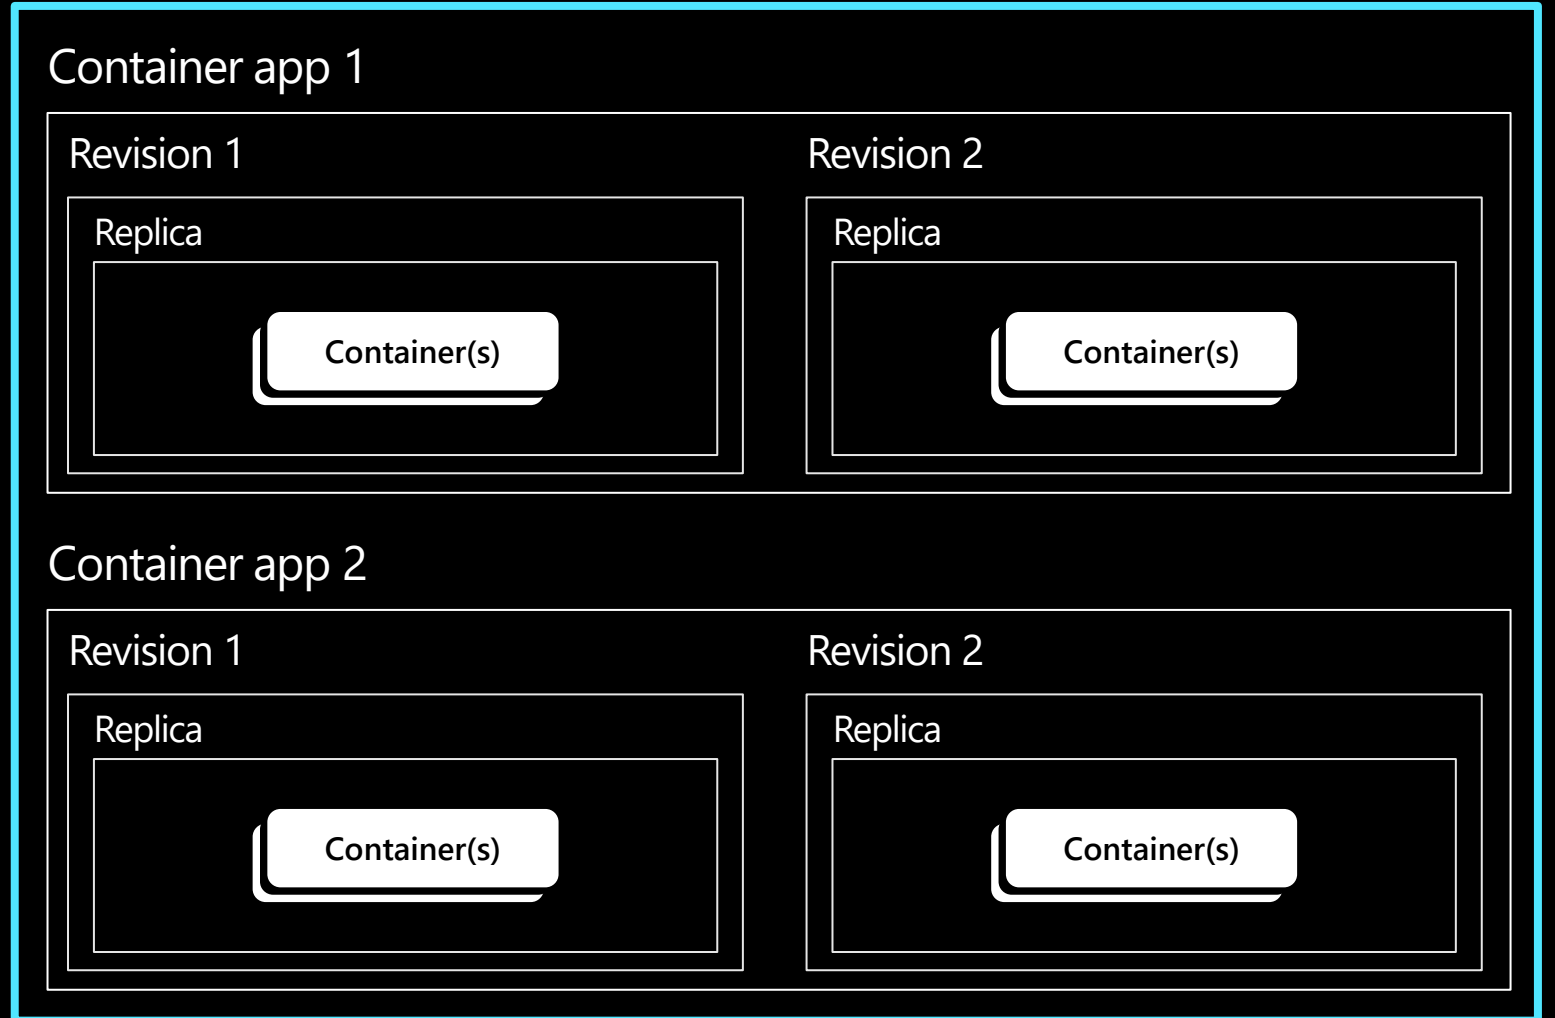 Container app 1
Revision 1
Revision 2
Replica
Replica
Container(s)
Container(s)
Container app 2
Revision 1
Revision 2
Replica
Replica
Container(s)
Container(s)